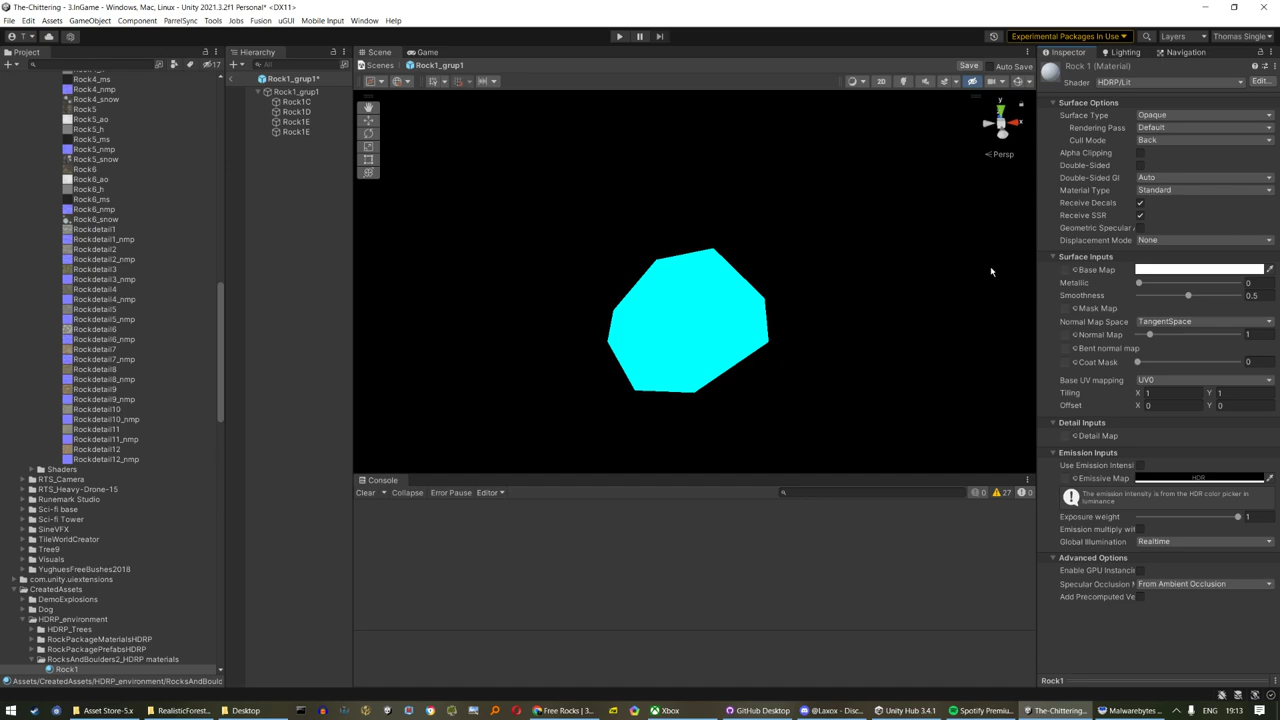 The-Chittering - 3.InGame - Windows, Mac, Linux - Unity 2021.3.2f1 Personal* <DX11>
File Edit Assets GameObject Component ParrelSync Tools Jobs Fusion uGUI Mobile Input Window Help
T Experimental Packages In Use Layers Thomas Single
Project
17
Rock4_ms
Rock4_nmp
Rock4_snow
Rock5
Rock5_ao
Rock5_h
Rock5_ms
Rock5_nmp
Rock5_snow
Rock6
Rock6_ao
Rock6_h
Rock6_ms
Rock6_nmp
Rock6_snow
Rockdetail1
Rockdetail1_nmp
Rockdetail2
Rockdetail2_nmp
Rockdetail3
Rockdetail3_nmp
Rockdetail4
Rockdetail4_nmp
Rockdetail5
Rockdetail5_nmp
Rockdetail6
Rockdetail6_nmp
Rockdetail7
Rockdetail7_nmp
Rockdetail8
Rockdetail8_nmp
Rockdetail9
Rockdetail9_nmp
Rockdetail10
Rockdetail10_nmp
Rockdetail11
Rockdetail11_nmp
Rockdetail12
Rockdetail12_nmp
Shaders
RTS_Camera
RTS_Heavy-Drone-15
Runemark Studio
Sci-fi base
Sci-fi Tower
SineVFX
TileWorldCreator
Tree9
Visuals
YughuesFreeBushes2018
com.unity.uiextensions
CreatedAssets
DemoExplosions
Dog
HDRP_environment
HDRP_Trees
RockPackageMaterialsHDRP
RockPackagePrefabsHDRP
RocksAndBoulders2_HDRP materials
Rock1
Assets/CreatedAssets/HDRP_environment/RocksAndBould
Hierarchy
All
Rock1_grup1*
Rock1_grup1
Rock1C
Rock1D
Rock1E
Rock1E
Scene Game
Scenes Rock1_grup1 Save Auto Save
2D
y
x
Persp
Console
Clear Collapse Error Pause Editor 0 27 0
Inspector Lighting Navigation
Rock 1 (Material)
Shader HDRP/Lit Edit...
Surface Options
Surface Type Opaque
Rendering Pass Default
Cull Mode Back
Alpha Clipping
Double-Sided
Double-Sided GI Auto
Material Type Standard
Receive Decals
Receive SSR
Geometric Specular
Displacement Mode None
Surface Inputs
Base Map
Metallic 0
Smoothness 0.5
Mask Map
Normal Map Space TangentSpace
Normal Map 1
Bent normal map
Coat Mask 0
Base UV mapping UV0
Tiling X 1 Y 1
Offset X 0 Y 0
Detail Inputs
Detail Map
Emission Inputs
Use Emission Intensi
Emissive Map HDR
The emission intensity is from the HDR color picker in
luminance
Exposure weight 1
Emission multiply wit
Global Illumination Realtime
Advanced Options
Enable GPU Instancin
Specular Occlusion M From Ambient Occlusion
Add Precomputed Ve
Rock1
Asset Store-5.x RealisticForest... Desktop Free Rocks | 3... Xbox GitHub Desktop @Laxox - Disc... Unity Hub 3.4.1 Spotify Premiu... The-Chittering... Malwarebytes ENG 19:13